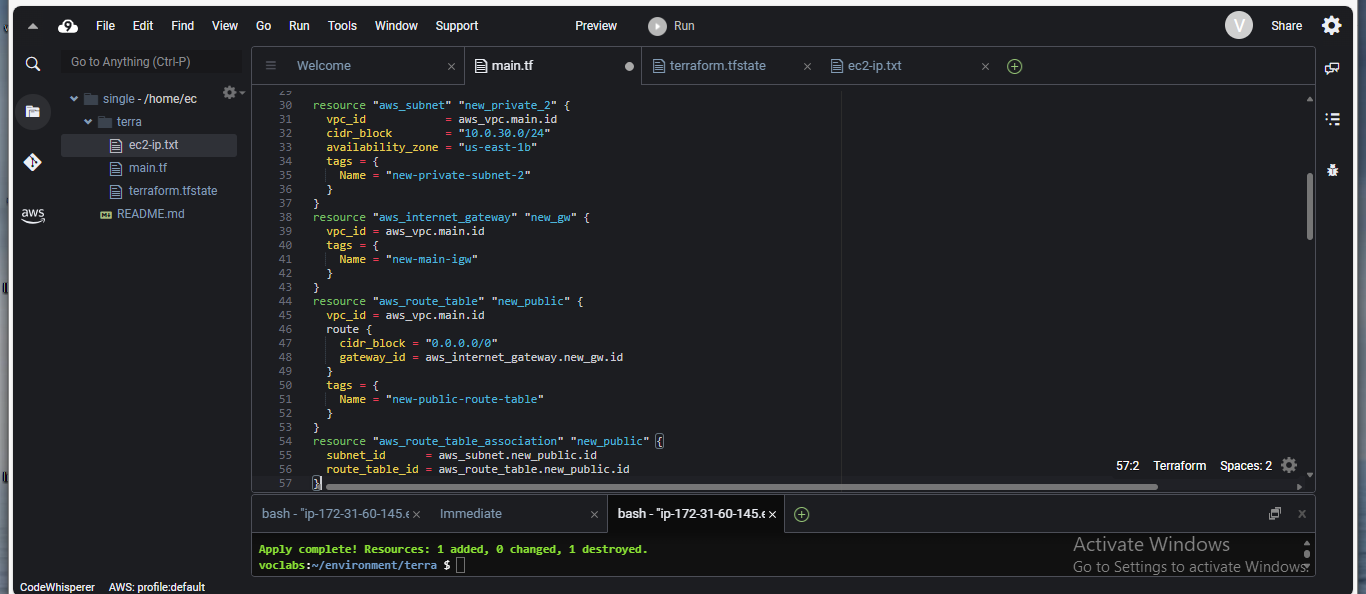 File Edit Find View Go Run Tools Window Support Preview Run V Share
Go to Anything (Ctrl-P)
single - /home/ec
terra
ec2-ip.txt
main.tf
terraform.tfstate
README.md
aws
Welcome × main.tf terraform.tfstate × ec2-ip.txt ×
29
30 resource "aws_subnet" "new_private_2" {
31 vpc_id = aws_vpc.main.id
32 cidr_block = "10.0.30.0/24"
33 availability_zone = "us-east-1b"
34 tags = {
35 Name = "new-private-subnet-2"
36 }
37 }
38 resource "aws_internet_gateway" "new_gw" {
39 vpc_id = aws_vpc.main.id
40 tags = {
41 Name = "new-main-igw"
42 }
43 }
44 resource "aws_route_table" "new_public" {
45 vpc_id = aws_vpc.main.id
46 route {
47 cidr_block = "0.0.0.0/0"
48 gateway_id = aws_internet_gateway.new_gw.id
49 }
50 tags = {
51 Name = "new-public-route-table"
52 }
53 }
54 resource "aws_route_table_association" "new_public" {
55 subnet_id = aws_subnet.new_public.id
56 route_table_id = aws_route_table.new_public.id
57 }
57:2 Terraform Spaces: 2
bash - "ip-172-31-60-145.e × Immediate × bash - "ip-172-31-60-145.e ×
Apply complete! Resources: 1 added, 0 changed, 1 destroyed.
voclabs:~/environment/terra $
Activate Windows
Go to Settings to activate Windows.
CodeWhisperer AWS: profile:default